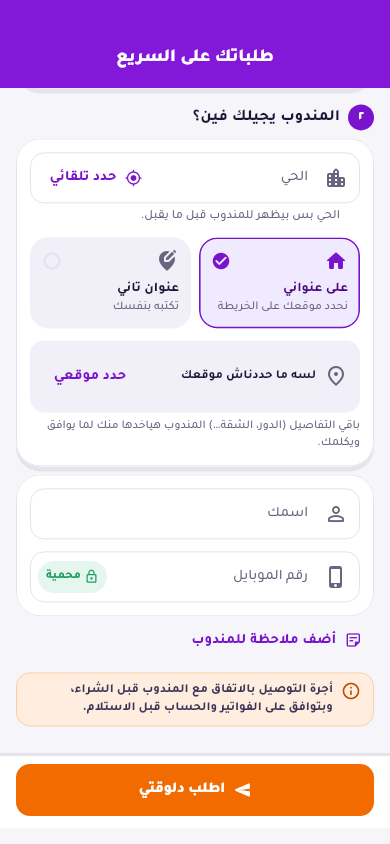 طلباتك على السريع
٢ المندوب يجيلك فين؟
الحي
حدد تلقائي
الحي بس بيظهر للمندوب قبل ما يقبل.
على عنواني
نحدد موقعك على الخريطة
عنوان تاني
تكتبه بنفسك
لسه ما حددناش موقعك
حدد موقعي
باقي التفاصيل (الدور، الشقة…) المندوب هياخدها منك لما يوافق
ويكلمك.
اسمك
رقم الموبايل
محمية
أضف ملاحظة للمندوب
أجرة التوصيل بالاتفاق مع المندوب قبل الشراء،
وبتوافق على الفواتير والحساب قبل الاستلام.
اطلب دلوقتي